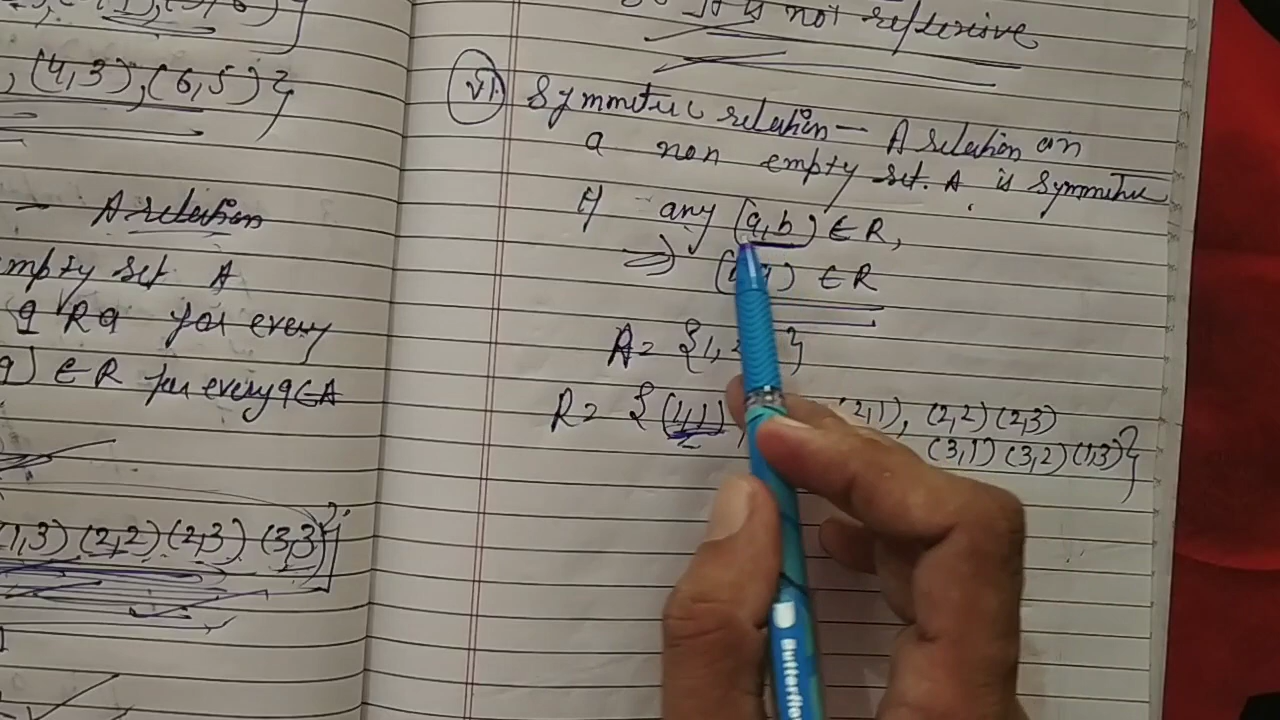 It is not reflexive
, (4,3), (6,5)}
(vi) Symmetric relation — A relation on
a non empty set. A is symmetric
if any (a,b) ∈ R,
⇒ ( ) ∈ R
A = {1, }
R = { (1,1) (2,1), (2,2) (2,3)
(3,1) (3,2) (1,3)}
— A relation
empty set A
a Ra for every
a) ∈ R for every a ∈ A
(1,3) (2,2) (2,3) (3,3)}
Butterflo